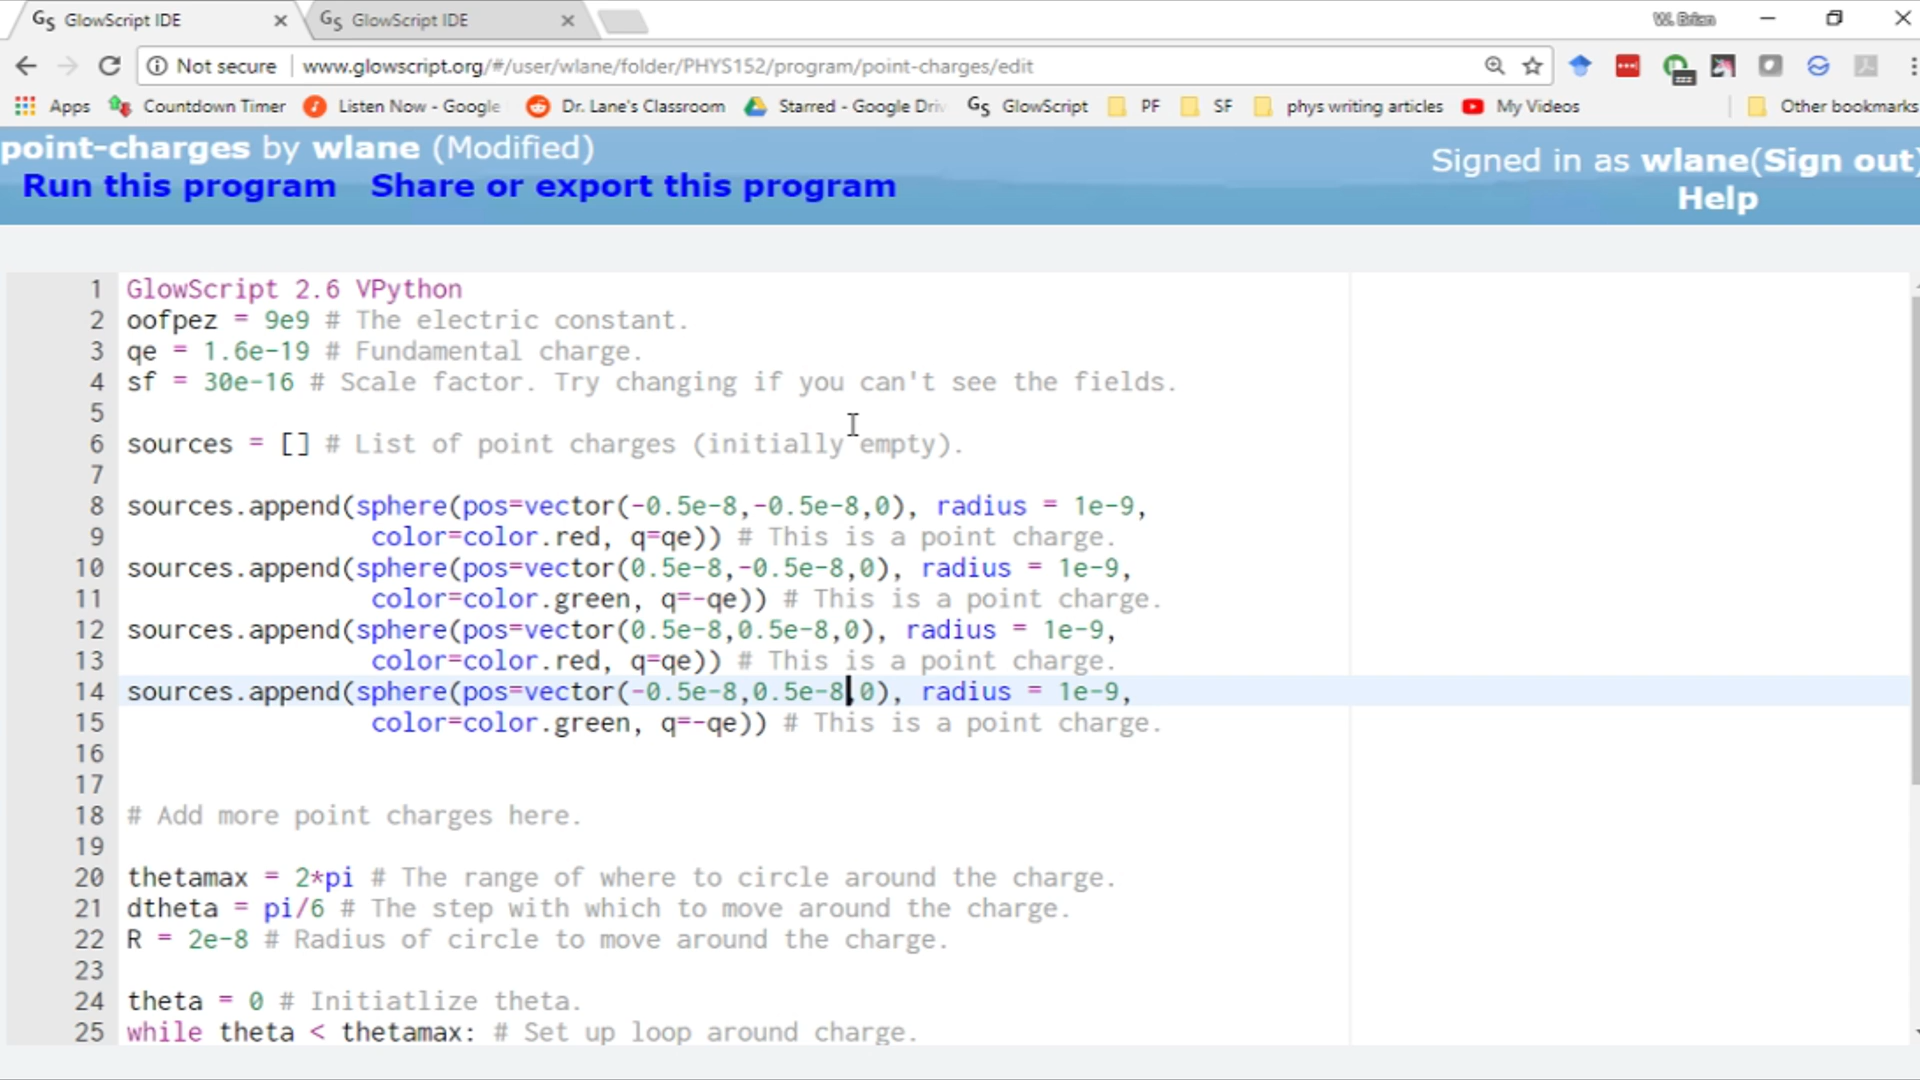 GlowScript IDE
GlowScript IDE
W. Brian
Not secure | www.glowscript.org/#/user/wlane/folder/PHYS152/program/point-charges/edit
Apps Countdown Timer Listen Now - Google Dr. Lane's Classroom Starred - Google Driv GlowScript PF SF phys writing articles My Videos Other bookmarks
point-charges by wlane (Modified)
Signed in as wlane(Sign out)
Run this program Share or export this program
Help
1 GlowScript 2.6 VPython
2 oofpez = 9e9 # The electric constant.
3 qe = 1.6e-19 # Fundamental charge.
4 sf = 30e-16 # Scale factor. Try changing if you can't see the fields.
5
6 sources = [] # List of point charges (initially empty).
7
8 sources.append(sphere(pos=vector(-0.5e-8,-0.5e-8,0), radius = 1e-9,
9 color=color.red, q=qe)) # This is a point charge.
10 sources.append(sphere(pos=vector(0.5e-8,-0.5e-8,0), radius = 1e-9,
11 color=color.green, q=-qe)) # This is a point charge.
12 sources.append(sphere(pos=vector(0.5e-8,0.5e-8,0), radius = 1e-9,
13 color=color.red, q=qe)) # This is a point charge.
14 sources.append(sphere(pos=vector(-0.5e-8,0.5e-8,0), radius = 1e-9,
15 color=color.green, q=-qe)) # This is a point charge.
16
17
18 # Add more point charges here.
19
20 thetamax = 2*pi # The range of where to circle around the charge.
21 dtheta = pi/6 # The step with which to move around the charge.
22 R = 2e-8 # Radius of circle to move around the charge.
23
24 theta = 0 # Initiatlize theta.
25 while theta < thetamax: # Set up loop around charge.